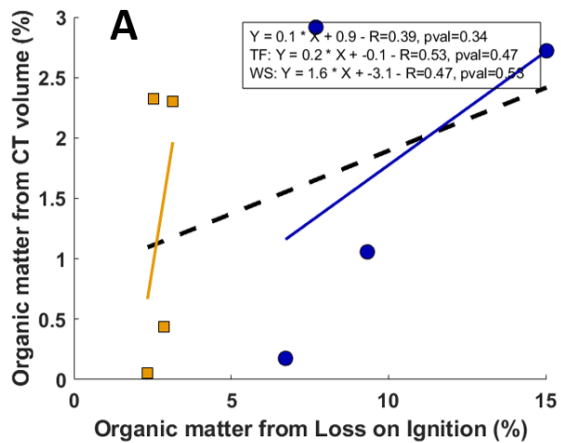 A
Y = 0.1 * X + 0.9 - R=0.39, pval=0.34
TF: Y = 0.2 * X + -0.1 - R=0.53, pval=0.47
WS: Y = 1.6 * X + -3.1 - R=0.47, pval=0.53
Organic matter from CT volume (%)
3
2.5
2
1.5
1
0.5
0
0
5
10
15
Organic matter from Loss on Ignition (%)